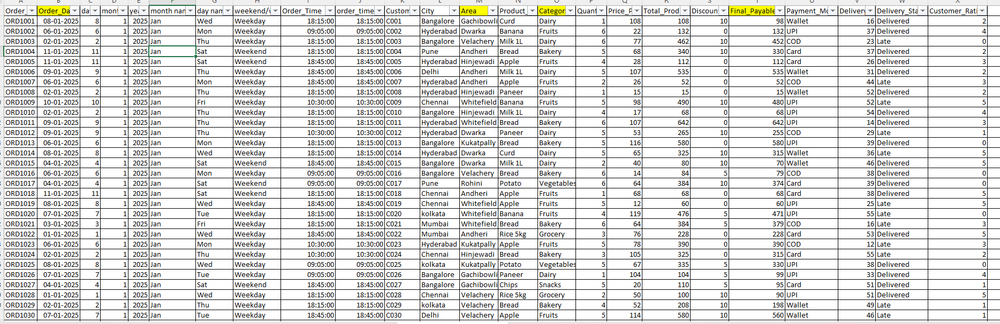 A B C D E F G H I J K L M N O P Q R S T U V W X
Order_ Order_Da da mont yea month nan day nam weekend/v Order_Time order_time Custom City Area Product_ Categor Quant Price_P Total_Prod Discoun Final_Payable Payment_Mo Delivery Delivery_Sta Customer_Rati
ORD1001 08-01-2025 8 1 2025 Jan Wed Weekday 18:15:00 18:15:00 C001 Bangalore Gachibowli Curd Dairy 1 108 108 10 98 Wallet 16 Delivered 2
ORD1002 06-01-2025 6 1 2025 Jan Mon Weekday 09:05:00 09:05:00 C002 Hyderabad Dwarka Banana Fruits 6 22 132 0 132 UPI 37 Delivered 4
ORD1003 02-01-2025 2 1 2025 Jan Thu Weekday 18:15:00 18:15:00 C003 Bangalore Velachery Milk 1L Dairy 6 77 462 10 452 COD 23 Late 0
ORD1004 11-01-2025 11 1 2025 Jan Sat Weekend 18:15:00 18:15:00 C004 Pune Andheri Bread Bakery 5 68 340 10 330 Card 37 Delivered 2
ORD1005 11-01-2025 11 1 2025 Jan Sat Weekend 18:45:00 18:45:00 C005 Hyderabad Hinjewadi Apple Fruits 4 28 112 0 112 Card 26 Delivered 3
ORD1006 09-01-2025 9 1 2025 Jan Thu Weekday 18:45:00 18:45:00 C006 Delhi Andheri Milk 1L Dairy 5 107 535 0 535 Wallet 31 Delivered 2
ORD1007 06-01-2025 6 1 2025 Jan Mon Weekday 18:45:00 18:45:00 C007 Hyderabad Andheri Apple Fruits 2 26 52 0 52 COD 44 Late 3
ORD1008 02-01-2025 2 1 2025 Jan Thu Weekday 18:15:00 18:15:00 C008 Hyderabad Hinjewadi Paneer Dairy 1 15 15 0 15 Wallet 52 Delivered 2
ORD1009 10-01-2025 10 1 2025 Jan Fri Weekday 10:30:00 10:30:00 C009 Chennai Whitefield Banana Fruits 5 98 490 10 480 UPI 52 Late 5
ORD1010 02-01-2025 2 1 2025 Jan Thu Weekday 18:15:00 18:15:00 C010 Bangalore Hinjewadi Milk 1L Dairy 4 17 68 0 68 UPI 54 Delivered 4
ORD1011 09-01-2025 9 1 2025 Jan Thu Weekday 18:15:00 18:15:00 C011 Hyderabad Whitefield Bread Bakery 6 107 642 0 642 UPI 14 Delivered 3
ORD1012 09-01-2025 9 1 2025 Jan Thu Weekday 10:30:00 10:30:00 C012 Hyderabad Dwarka Paneer Dairy 5 53 265 10 255 COD 29 Late 1
ORD1013 06-01-2025 6 1 2025 Jan Mon Weekday 18:15:00 18:15:00 C013 Bangalore Kukatpally Bread Bakery 5 116 580 0 580 UPI 39 Delivered 0
ORD1014 08-01-2025 8 1 2025 Jan Wed Weekday 18:15:00 18:15:00 C014 Hyderabad Dwarka Curd Dairy 5 65 325 10 315 Wallet 36 Late 5
ORD1015 04-01-2025 4 1 2025 Jan Sat Weekend 18:45:00 18:45:00 C015 Bangalore Dwarka Milk 1L Dairy 2 40 80 10 70 Wallet 46 Delivered 5
ORD1016 06-01-2025 6 1 2025 Jan Mon Weekday 09:05:00 09:05:00 C016 Bangalore Velachery Bread Bakery 6 14 84 5 79 COD 38 Delivered 0
ORD1017 04-01-2025 4 1 2025 Jan Sat Weekend 09:05:00 09:05:00 C017 Pune Rohini Potato Vegetables 6 64 384 10 374 Card 39 Delivered 0
ORD1018 11-01-2025 11 1 2025 Jan Sat Weekend 18:15:00 18:15:00 C018 Chennai Andheri Apple Fruits 1 68 68 0 68 Card 38 Delivered 5
ORD1019 08-01-2025 8 1 2025 Jan Wed Weekday 18:45:00 18:45:00 C019 Chennai Whitefield Apple Fruits 5 12 60 0 60 UPI 25 Late 5
ORD1020 07-01-2025 7 1 2025 Jan Tue Weekday 18:15:00 18:15:00 C020 kolkata Whitefield Banana Fruits 4 119 476 5 471 UPI 55 Late 0
ORD1021 03-01-2025 3 1 2025 Jan Fri Weekday 18:15:00 18:15:00 C021 Mumbai Whitefield Bread Bakery 6 64 384 5 379 COD 16 Late 3
ORD1022 01-01-2025 1 1 2025 Jan Wed Weekday 18:45:00 18:45:00 C022 Mumbai Andheri Rice 5kg Grocery 3 76 228 0 228 Card 53 Delivered 5
ORD1023 06-01-2025 6 1 2025 Jan Mon Weekday 10:30:00 10:30:00 C023 Hyderabad Kukatpally Apple Fruits 5 78 390 0 390 COD 12 Late 3
ORD1024 02-01-2025 2 1 2025 Jan Thu Weekday 10:30:00 10:30:00 C024 Chennai Hinjewadi Bread Bakery 3 105 325 0 315 Card 55 Late 2
ORD1025 08-01-2025 8 1 2025 Jan Wed Weekday 09:05:00 09:05:00 C025 kolkata Kukatpally Potato Vegetables 5 67 335 5 330 UPI 38 Delivered 0
ORD1026 07-01-2025 7 1 2025 Jan Tue Weekday 09:05:00 09:05:00 C026 Bangalore Gachibowli Paneer Dairy 1 104 104 5 99 UPI 33 Delivered 4
ORD1027 04-01-2025 4 1 2025 Jan Sat Weekend 18:45:00 18:45:00 C027 Bangalore Gachibowli Chips Snacks 5 20 110 5 95 Card 51 Delivered 1
ORD1028 01-01-2025 1 1 2025 Jan Wed Weekday 18:15:00 18:15:00 C028 Chennai Velachery Rice 5kg Grocery 2 50 100 10 90 UPI 51 Delivered 5
ORD1029 02-01-2025 2 1 2025 Jan Thu Weekday 18:15:00 18:15:00 C029 kolkata Velachery Bread Bakery 4 52 208 10 198 Wallet 49 Late 1
ORD1030 07-01-2025 7 1 2025 Jan Tue Weekday 18:45:00 18:45:00 C030 Delhi Velachery Apple Fruits 5 114 580 10 560 Wallet 46 Late 1